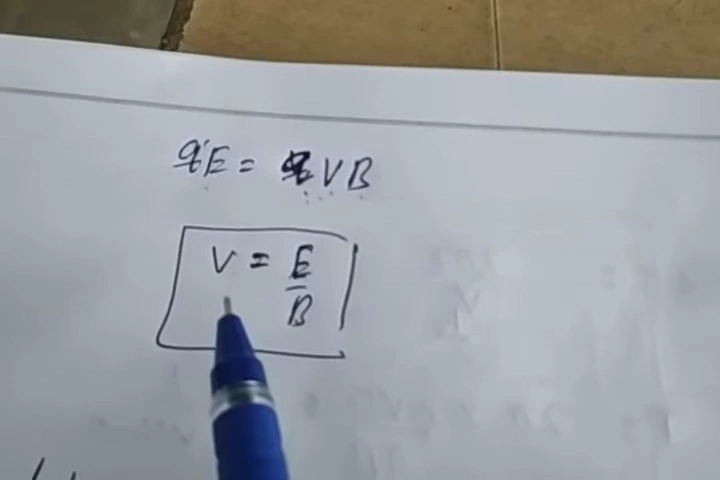 qE = qVB
V = E/B